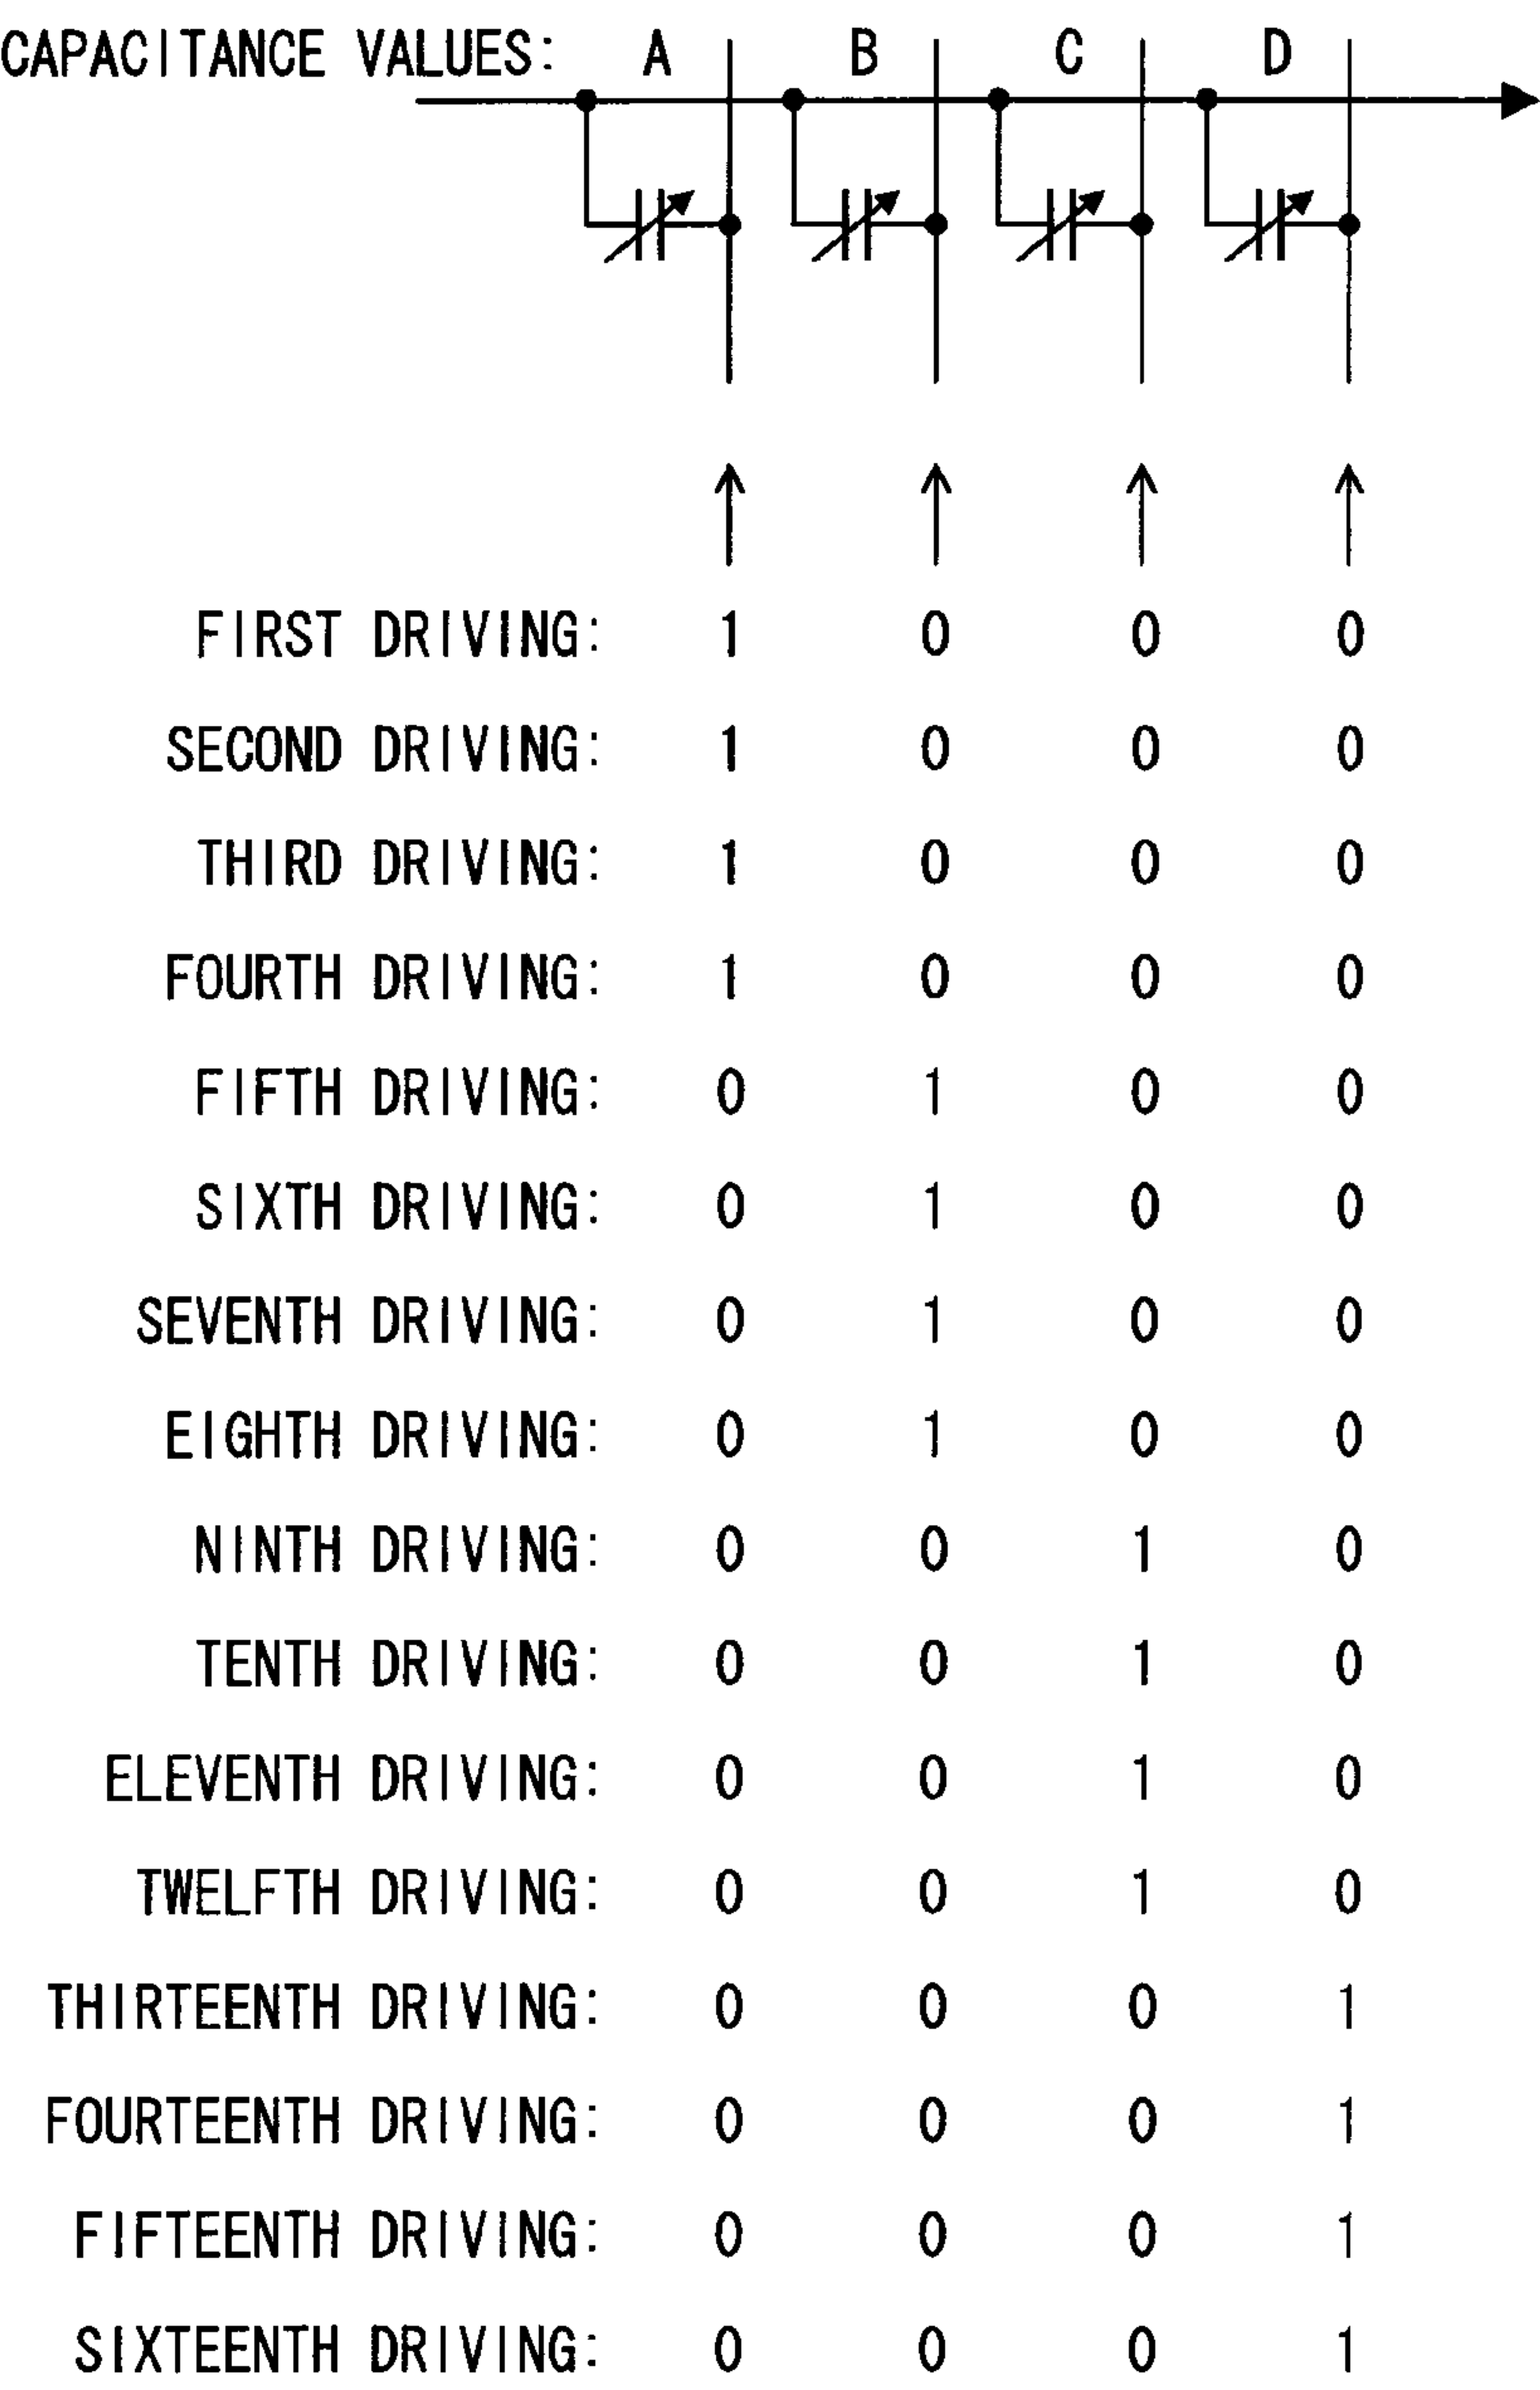 CAPACITANCE VALUES: A B C D
FIRST DRIVING: 1 0 0 0
SECOND DRIVING: 1 0 0 0
THIRD DRIVING: 1 0 0 0
FOURTH DRIVING: 1 0 0 0
FIFTH DRIVING: 0 1 0 0
SIXTH DRIVING: 0 1 0 0
SEVENTH DRIVING: 0 1 0 0
EIGHTH DRIVING: 0 1 0 0
NINTH DRIVING: 0 0 1 0
TENTH DRIVING: 0 0 1 0
ELEVENTH DRIVING: 0 0 1 0
TWELFTH DRIVING: 0 0 1 0
THIRTEENTH DRIVING: 0 0 0 1
FOURTEENTH DRIVING: 0 0 0 1
FIFTEENTH DRIVING: 0 0 0 1
SIXTEENTH DRIVING: 0 0 0 1